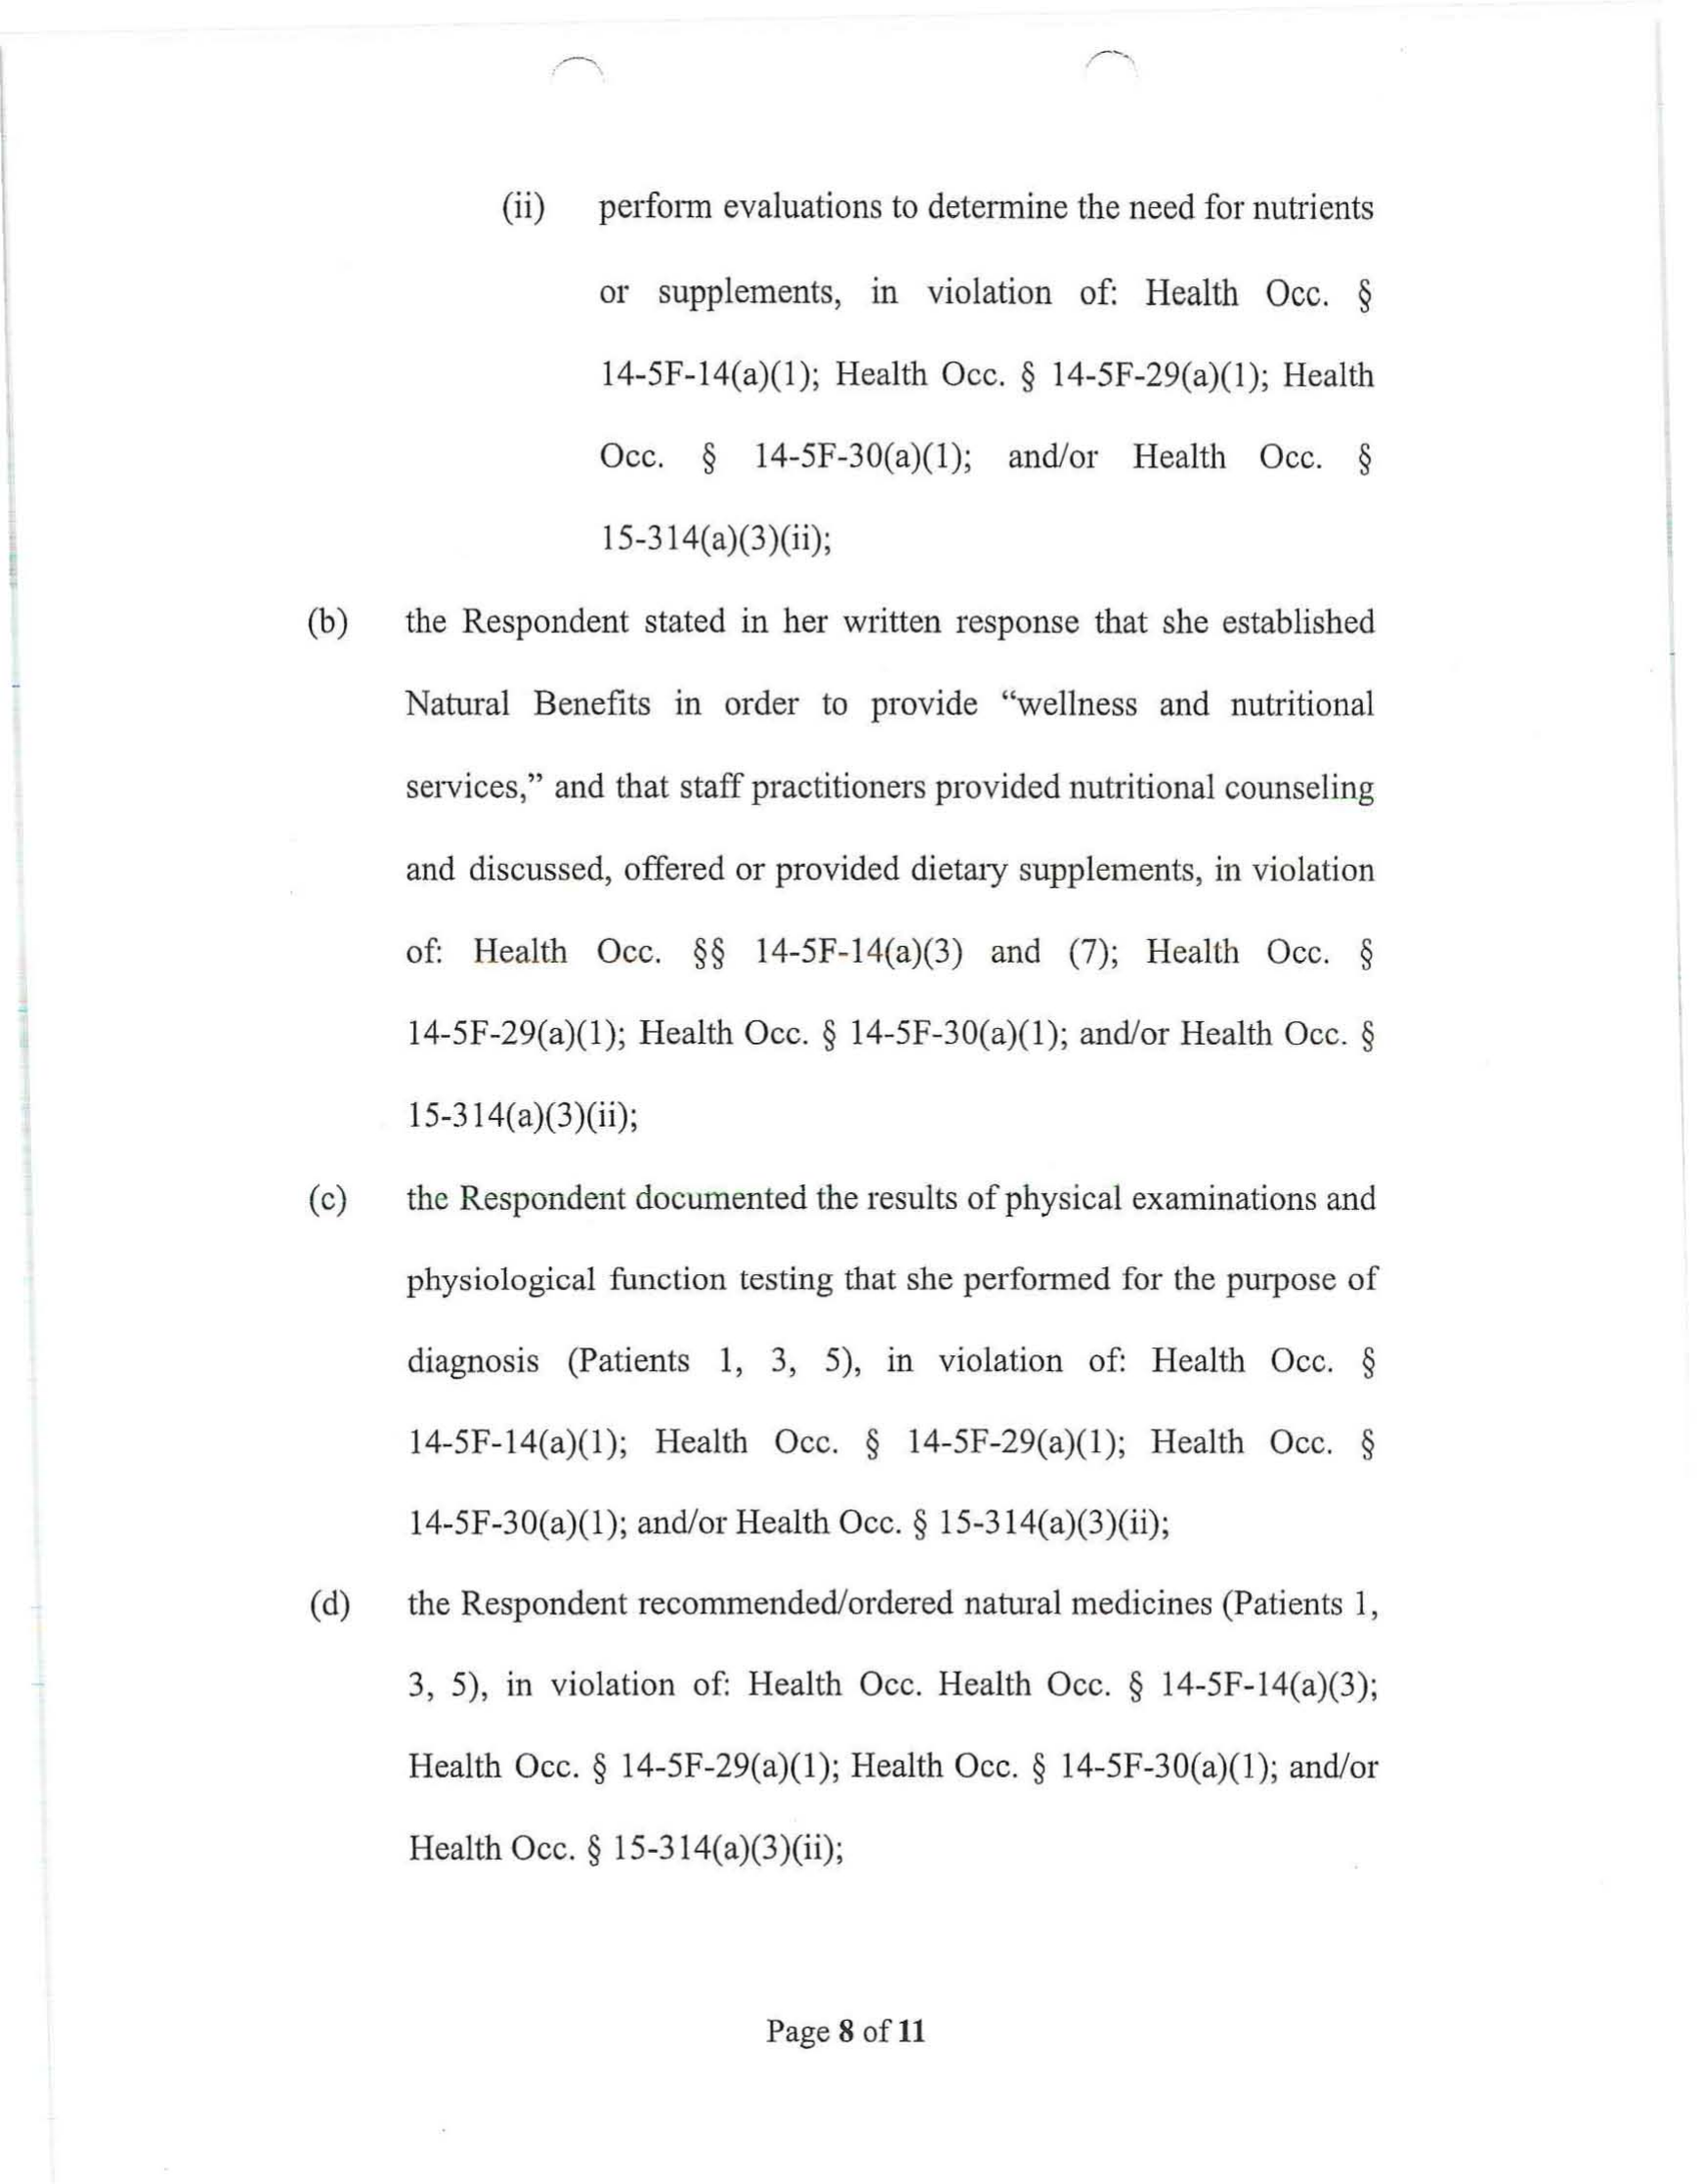 (ii) perform evaluations to determine the need for nutrients
or supplements, in violation of: Health Occ. §
14-5F-14(a)(1); Health Occ. § 14-5F-29(a)(1); Health
Occ. § 14-5F-30(a)(1); and/or Health Occ. §
15-314(a)(3)(ii);
(b) the Respondent stated in her written response that she established
Natural Benefits in order to provide “wellness and nutritional
services,” and that staff practitioners provided nutritional counseling
and discussed, offered or provided dietary supplements, in violation
of: Health Occ. §§ 14-5F-14(a)(3) and (7); Health Occ. §
14-5F-29(a)(1); Health Occ. § 14-5F-30(a)(1); and/or Health Occ. §
15-314(a)(3)(ii);
(c) the Respondent documented the results of physical examinations and
physiological function testing that she performed for the purpose of
diagnosis (Patients 1, 3, 5), in violation of: Health Occ. §
14-5F-14(a)(1); Health Occ. § 14-5F-29(a)(1); Health Occ. §
14-5F-30(a)(1); and/or Health Occ. § 15-314(a)(3)(ii);
(d) the Respondent recommended/ordered natural medicines (Patients 1,
3, 5), in violation of: Health Occ. Health Occ. § 14-5F-14(a)(3);
Health Occ. § 14-5F-29(a)(1); Health Occ. § 14-5F-30(a)(1); and/or
Health Occ. § 15-314(a)(3)(ii);
Page 8 of 11